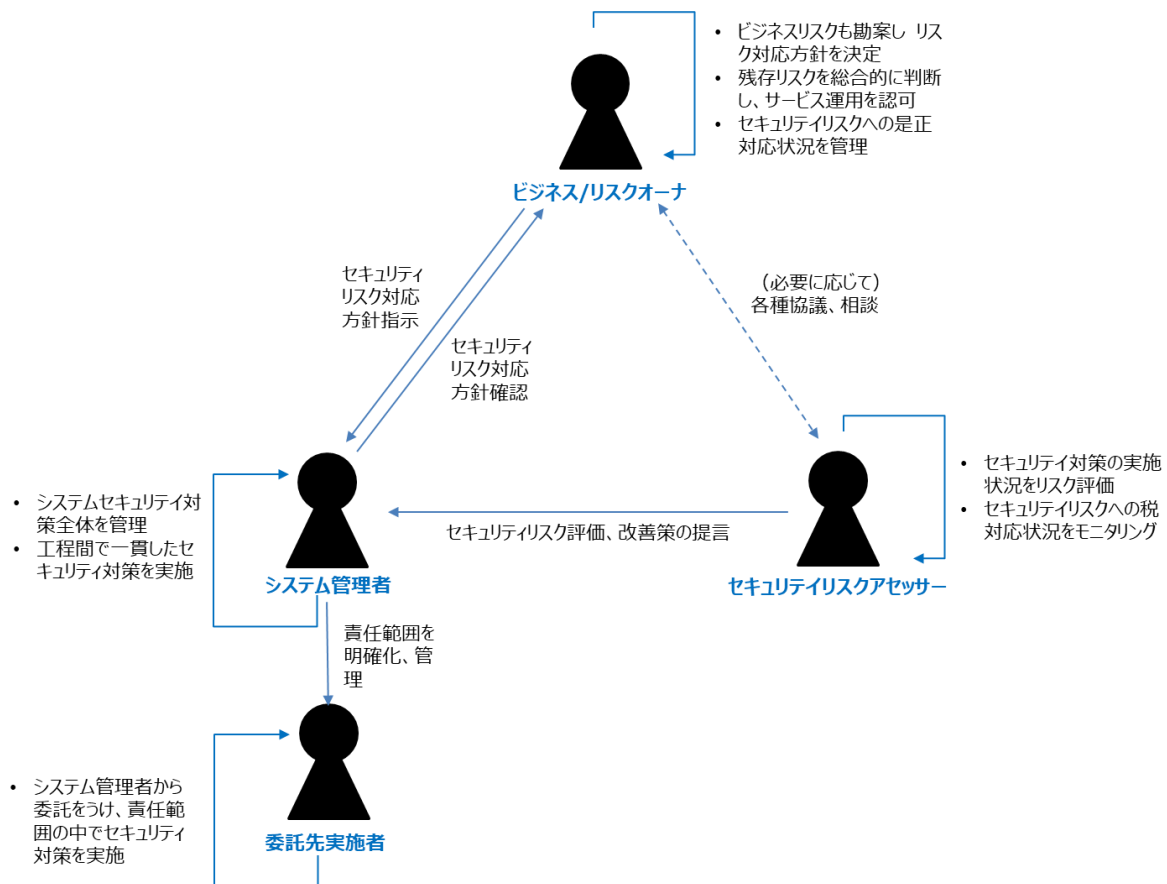 • ビジネスリスクも勘案し リス
ク対応方針を決定
• 残存リスクを総合的に判断
し、サービス運用を認可
• セキュリテイリスクへの是正
対応状況を管理
ビジネス/リスクオーナ
セキュリティ
リスク対応
方針指示
セキュリティ
リスク対応
方針確認
（必要に応じて）
各種協議、相談
• システムセキュリテイ対
策全体を管理
• 工程間で一貫したセ
キュリティ対策を実施
システム管理者
セキュリティリスク評価、改善策の提言
• セキュリテイ対策の実施
状況をリスク評価
• セキュリテイリスクへの税
対応状況をモニタリング
セキュリテイリスクアセッサー
責任範囲を
明確化、管
理
• システム管理者から
委託をうけ、責任範
囲の中でセキュリティ
対策を実施
委託先実施者